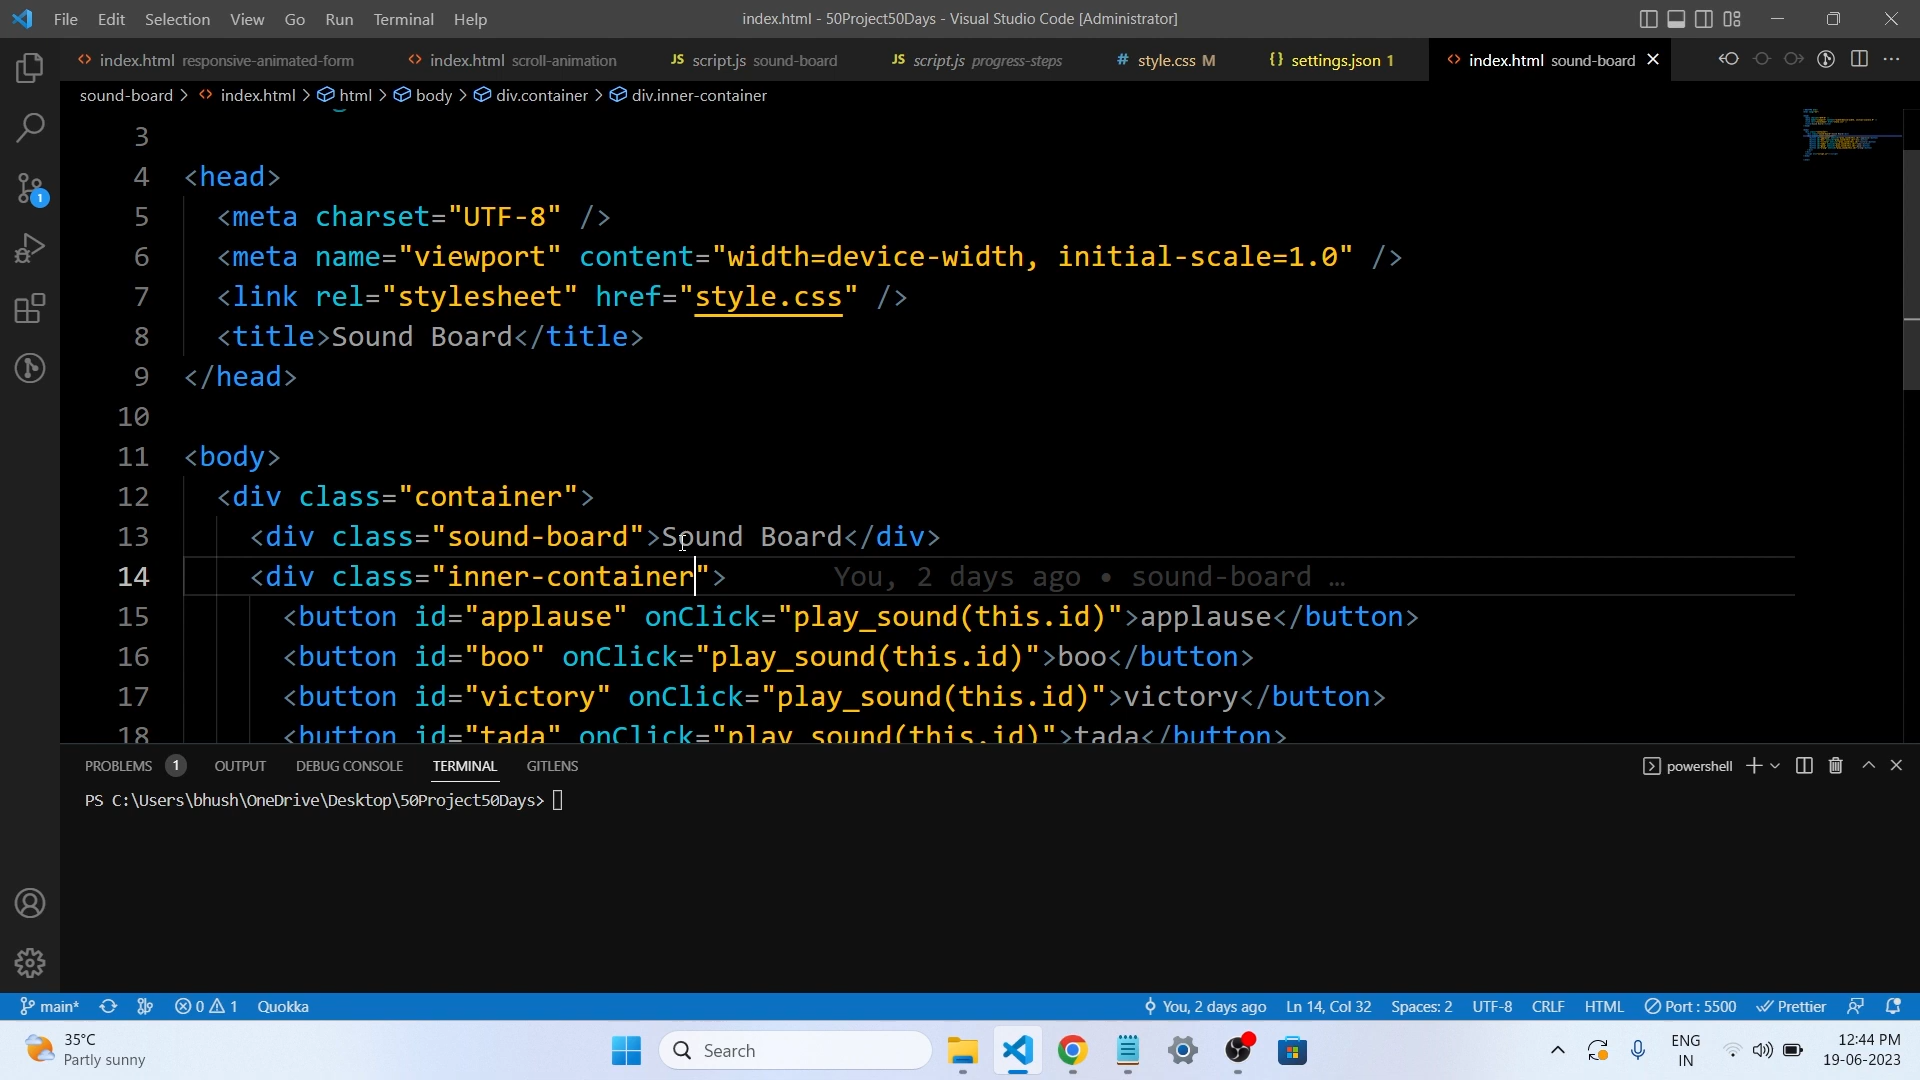 File Edit Selection View Go Run Terminal Help
index.html - 50Project50Days - Visual Studio Code [Administrator]
index.html responsive-animated-form index.html scroll-animation JS script.js sound-board JS script.js progress-steps # style.css M {} settings.json 1 index.html sound-board
sound-board > index.html > html > body > div.container > div.inner-container
3
4 <head>
5 <meta charset="UTF-8" />
6 <meta name="viewport" content="width=device-width, initial-scale=1.0" />
7 <link rel="stylesheet" href="style.css" />
8 <title>Sound Board</title>
9 </head>
10
11 <body>
12 <div class="container">
13 <div class="sound-board">Sound Board</div>
14 <div class="inner-container"> You, 2 days ago • sound-board …
15 <button id="applause" onClick="play_sound(this.id)">applause</button>
16 <button id="boo" onClick="play_sound(this.id)">boo</button>
17 <button id="victory" onClick="play_sound(this.id)">victory</button>
18 <button id="tada" onClick="play_sound(this.id)">tada</button>
PROBLEMS 1 OUTPUT DEBUG CONSOLE TERMINAL GITLENS powershell
PS C:\Users\bhush\OneDrive\Desktop\50Project50Days>
1
main* 0 1 Quokka You, 2 days ago Ln 14, Col 32 Spaces: 2 UTF-8 CRLF HTML Port : 5500 Prettier
35°C
Partly sunny
Search
ENG
IN
12:44 PM
19-06-2023